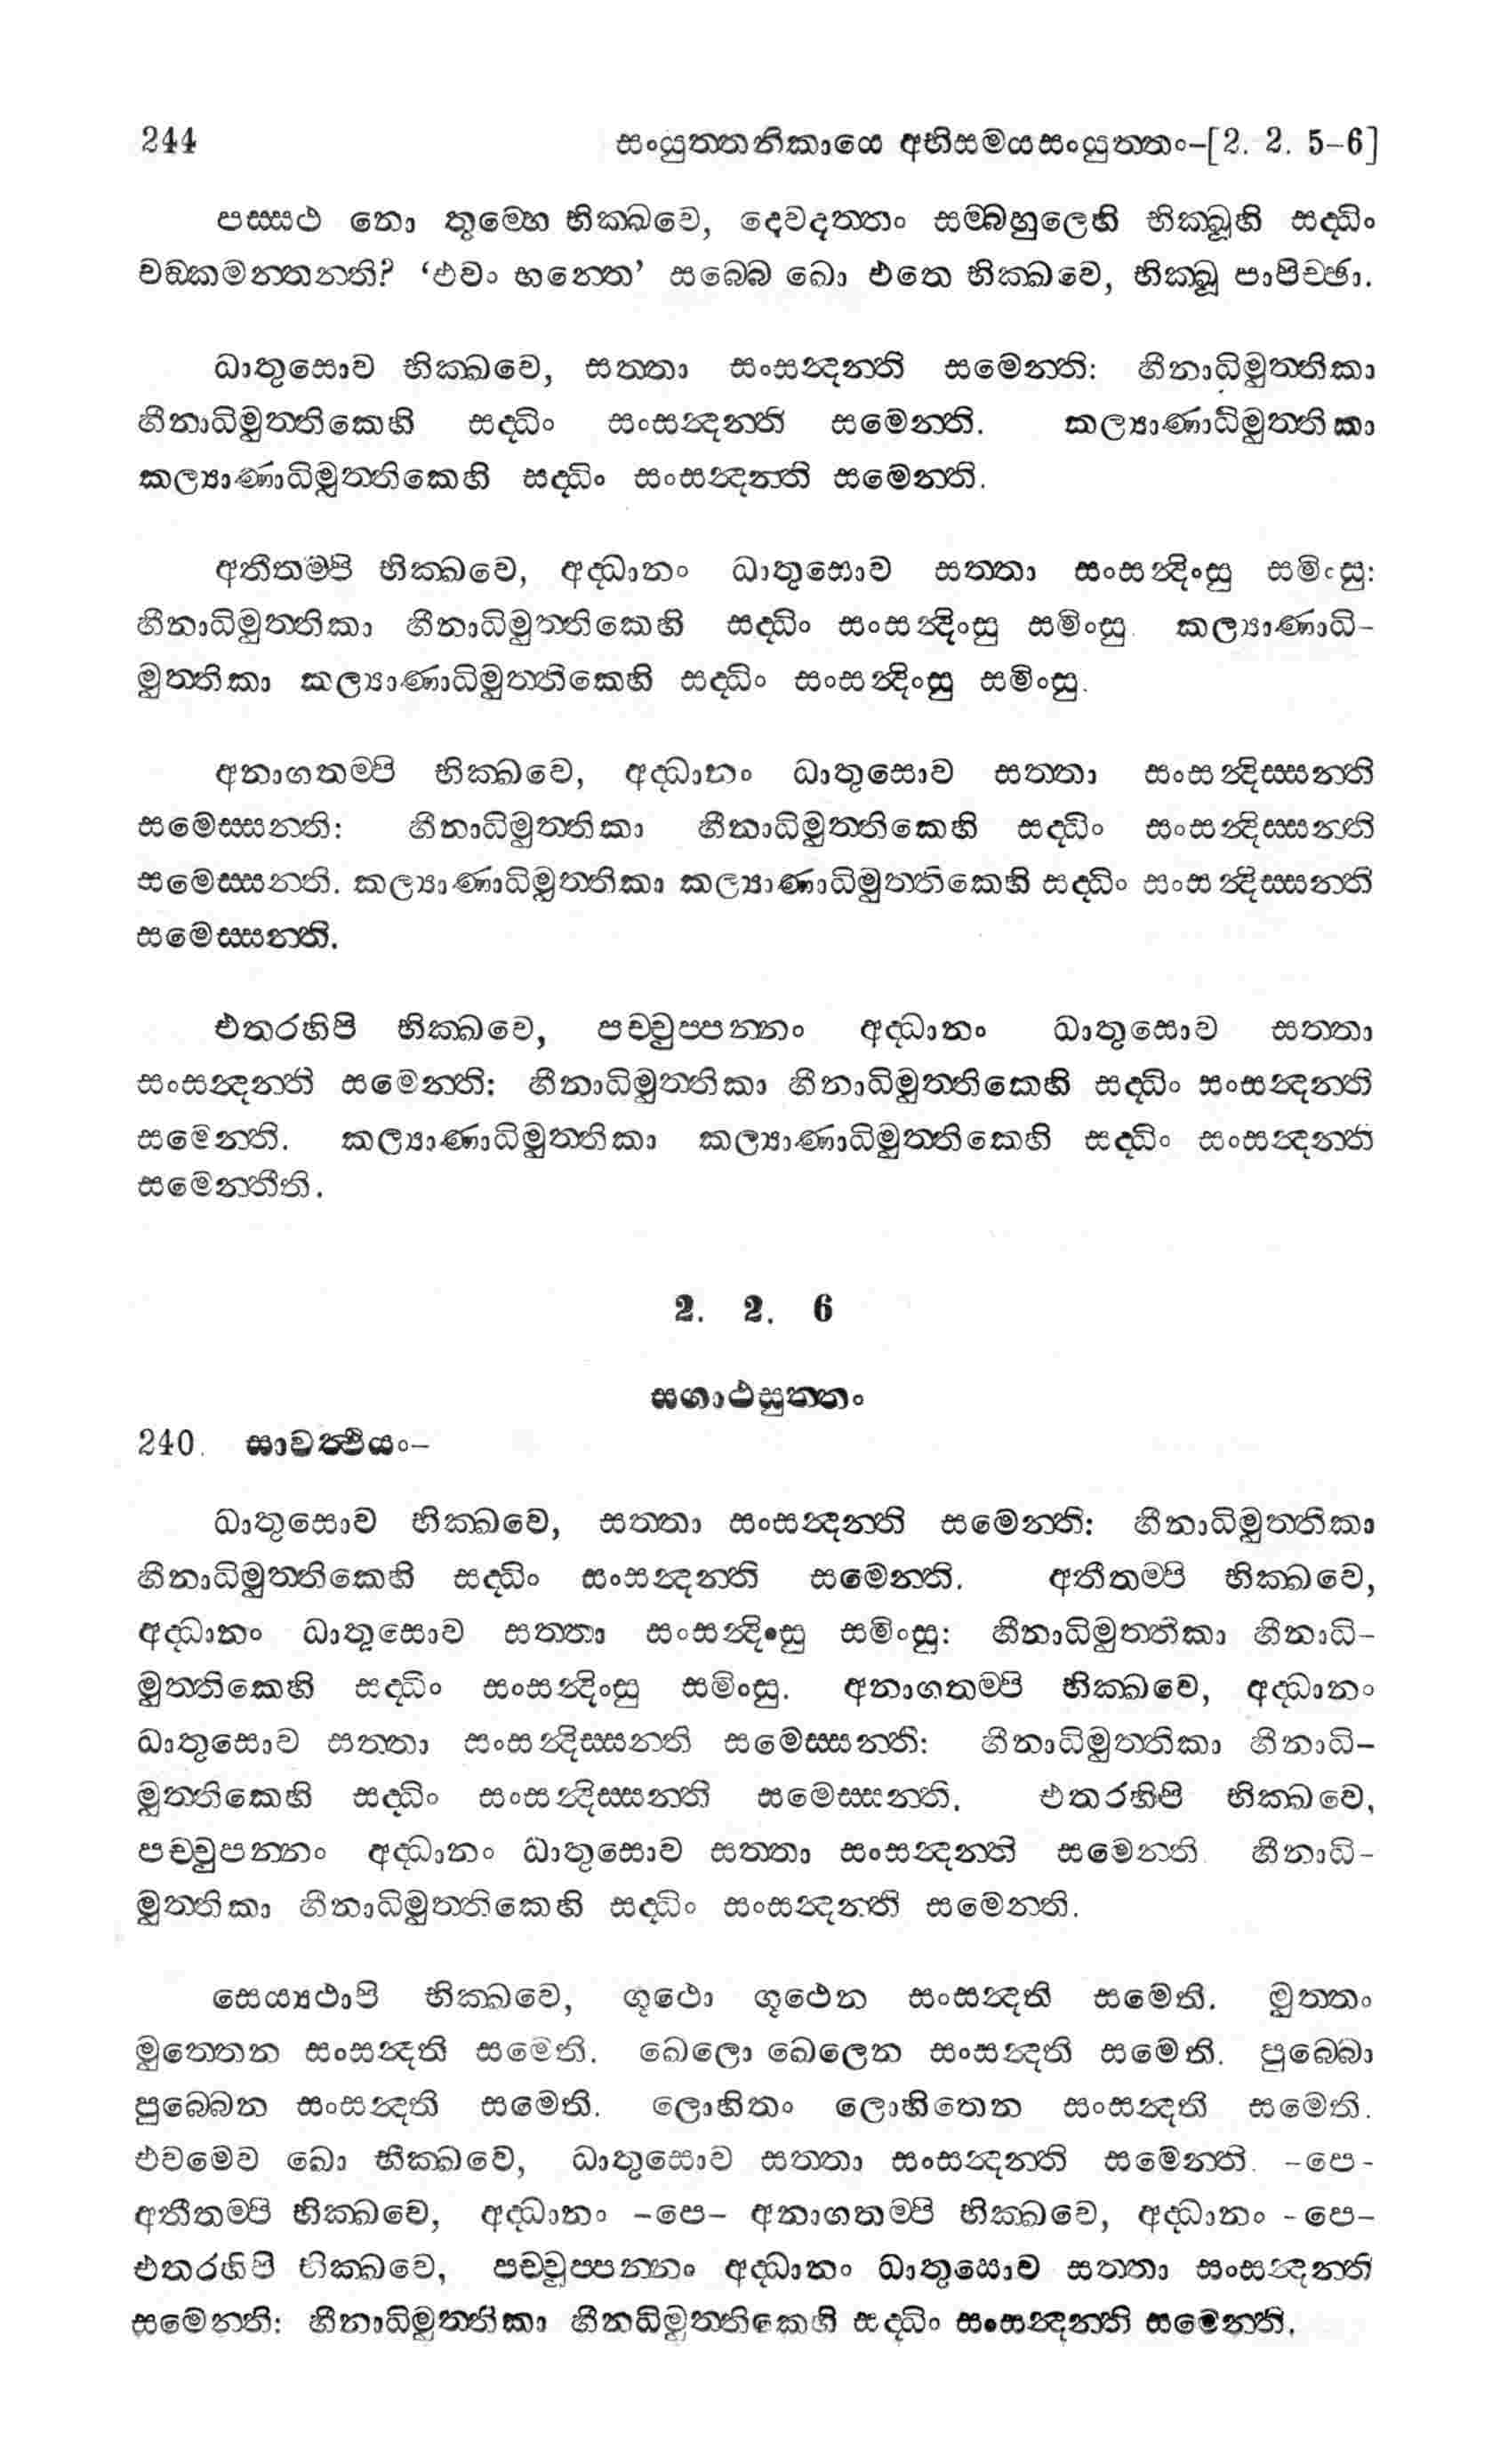 244 සංයුත්තනිකායෙ අභිසමයසංයුත්තං-[2. 2. 5-6]
පස්සථ නො තුම්හෙ භික්ඛවෙ, දෙවදත්තං සම්බහුලෙහි භික්ඛූහි සද්ධිං
චඞ්කමන්තන්ති? ‘එවං භන්තෙ’ සබ්බෙ ඛො එතෙ භික්ඛවෙ, භික්ඛූ පාපිච්ඡා.
ධාතුසොව භික්ඛවෙ, සත්තා සංසන්දන්ති සමෙන්ති: හීනාධිමුත්තිකා
හීනාධිමුත්තිකෙහි සද්ධිං සංසන්දන්ති සමෙන්ති. කල්‍යාණාධිමුත්තිකා
කල්‍යාණාධිමුත්තිකෙහි සද්ධිං සංසන්දන්ති සමෙන්ති.
අතීතම්පි භික්ඛවෙ, අද්ධානං ධාතුසොව සත්තා සංසන්දිංසු සමිංසු:
හීනාධිමුත්තිකා හීනාධිමුත්තිකෙහි සද්ධිං සංසන්දිංසු සමිංසු. කල්‍යාණාධි-
මුත්තිකා කල්‍යාණාධිමුත්තිකෙහි සද්ධිං සංසන්දිංසු සමිංසු.
අනාගතම්පි භික්ඛවෙ, අද්ධානං ධාතුසොව සත්තා සංසන්දිස්සන්ති
සමෙස්සන්ති: හීනාධිමුත්තිකා හීනාධිමුත්තිකෙහි සද්ධිං සංසන්දිස්සන්ති
සමෙස්සන්ති. කල්‍යාණාධිමුත්තිකා කල්‍යාණාධිමුත්තිකෙහි සද්ධිං සංසන්දිස්සන්ති
සමෙස්සන්ති.
එතරහිපි භික්ඛවෙ, පච්චුප්පන්නං අද්ධානං ධාතුසොව සත්තා
සංසන්දන්ති සමෙන්ති: හීනාධිමුත්තිකා හීනාධිමුත්තිකෙහි සද්ධිං සංසන්දන්ති
සමෙන්ති. කල්‍යාණාධිමුත්තිකා කල්‍යාණාධිමුත්තිකෙහි සද්ධිං සංසන්දන්ති
සමෙන්තීති.
2. 2. 6
සගාථසුත්තං
240. සාවත්ථියං-
ධාතුසොව භික්ඛවෙ, සත්තා සංසන්දන්ති සමෙන්ති: හීනාධිමුත්තිකා
හීනාධිමුත්තිකෙහි සද්ධිං සංසන්දන්ති සමෙන්ති. අතීතම්පි භික්ඛවෙ,
අද්ධානං ධාතුසොව සත්තා සංසන්දිංසු සමිංසු: හීනාධිමුත්තිකා හීනාධි-
මුත්තිකෙහි සද්ධිං සංසන්දිංසු සමිංසු. අනාගතම්පි භික්ඛවෙ, අද්ධානං
ධාතුසොව සත්තා සංසන්දිස්සන්ති සමෙස්සන්ති: හීනාධිමුත්තිකා හීනාධි-
මුත්තිකෙහි සද්ධිං සංසන්දිස්සන්ති සමෙස්සන්ති. එතරහිපි භික්ඛවෙ,
පච්චුපන්නං අද්ධානං ධාතුසොව සත්තා සංසන්දන්ති සමෙන්ති. හීනාධි-
මුත්තිකා හීනාධිමුත්තිකෙහි සද්ධිං සංසන්දන්ති සමෙන්ති.
සෙය්‍යථාපි භික්ඛවෙ, ගූථො ගූථෙන සංසන්දති සමෙති. මුත්තං
මුත්තෙන සංසන්දති සමෙති. ඛෙලො ඛෙලෙන සංසන්දති සමෙති. පුබ්බො
පුබ්බෙන සංසන්දති සමෙති. ලොහිතං ලොහිතෙන සංසන්දති සමෙති.
එවමෙව ඛො භික්ඛවෙ, ධාතුසොව සත්තා සංසන්දන්ති සමෙන්ති. -පෙ-
අතීතම්පි භික්ඛවෙ, අද්ධානං -පෙ- අනාගතම්පි භික්ඛවෙ, අද්ධානං -පෙ-
එතරහිපි භික්ඛවෙ, පච්චුප්පන්නං අද්ධානං ධාතුසොව සත්තා සංසන්දන්ති
සමෙන්ති: හීනාධිමුත්තිකා හීනධිමුත්තිකෙහි සද්ධිං සංසන්දන්ති සමෙන්ති.